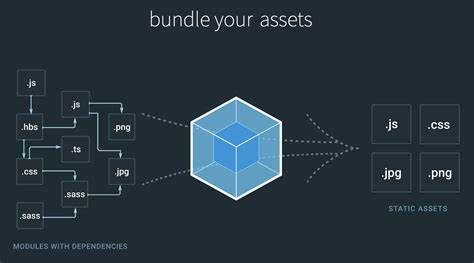 bundle your assets
.js
.js
.hbs
.png
.ts
.css
.jpg
.sass
.sass
MODULES WITH DEPENDENCIES
.js
.css
.jpg
.png
STATIC ASSETS